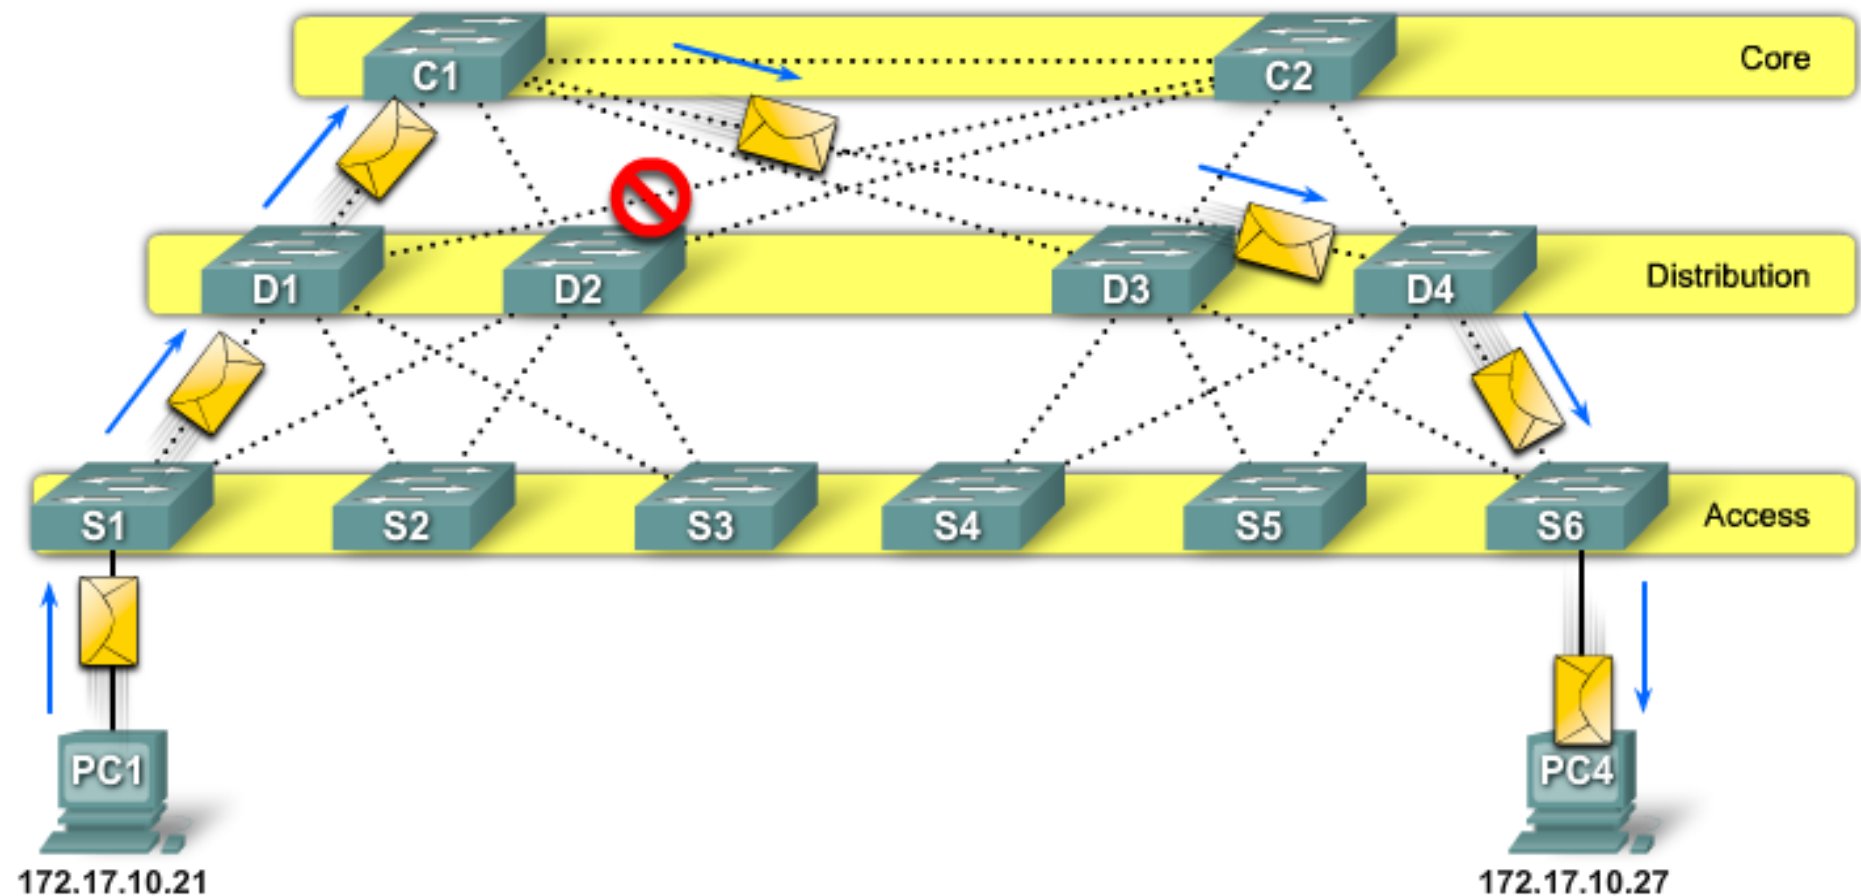 C1
C2
Core
D1
D2
D3
D4
Distribution
S1
S2
S3
S4
S5
S6
Access
PC1
PC4
172.17.10.21
172.17.10.27